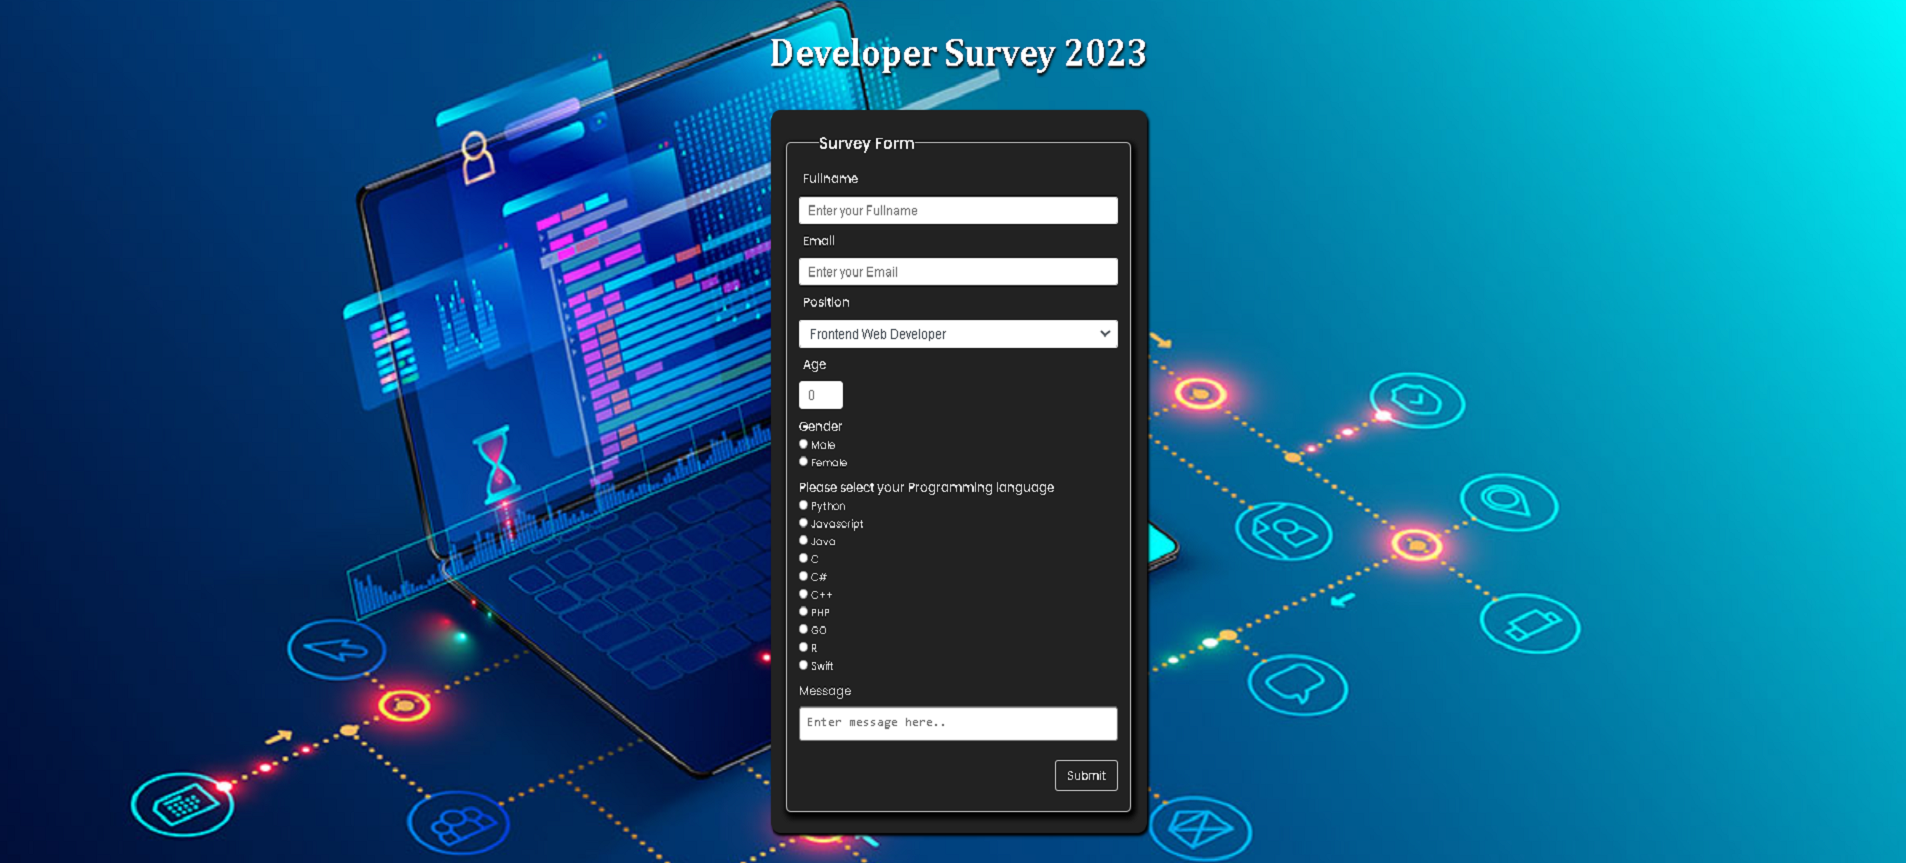 Developer Survey 2023
Survey Form
Fullname
Enter your Fullname
Email
Enter your Email
Position
Frontend Web Developer
Age
0
Gender
Male
Female
Please select your Programming language
Python
Javascript
Java
C
C#
C++
PHP
GO
R
Swift
Message
Enter message here..
Submit